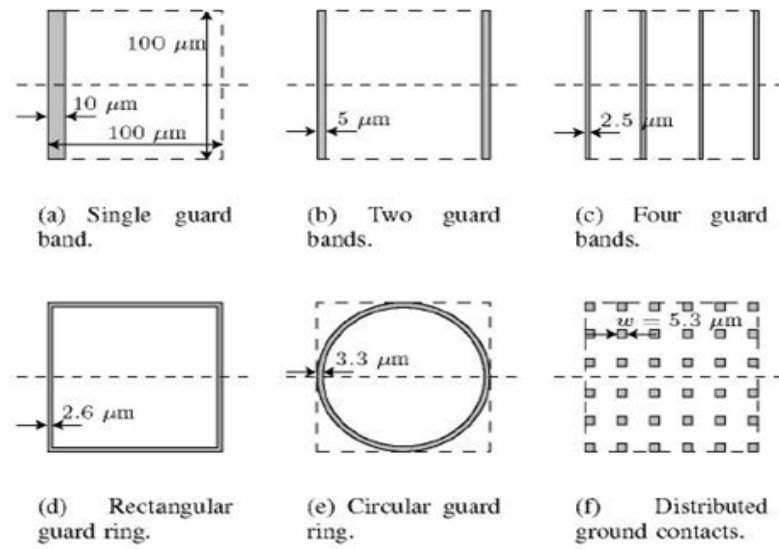 100 μm
10 μm
100 μm
5 μm
2.5 μm
(a) Single guard
band.
(b) Two guard
bands.
(c) Four guard
bands.
2.6 μm
3.3 μm
w = 5.3 μm
(d) Rectangular
guard ring.
(e) Circular guard
ring.
(f) Distributed
ground contacts.